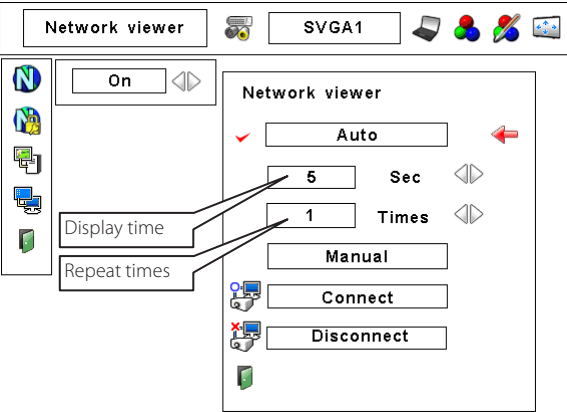 Network viewer SVGA1
On
Network viewer
Auto
5 Sec
Display time
1 Times
Repeat times
Manual
Connect
Disconnect